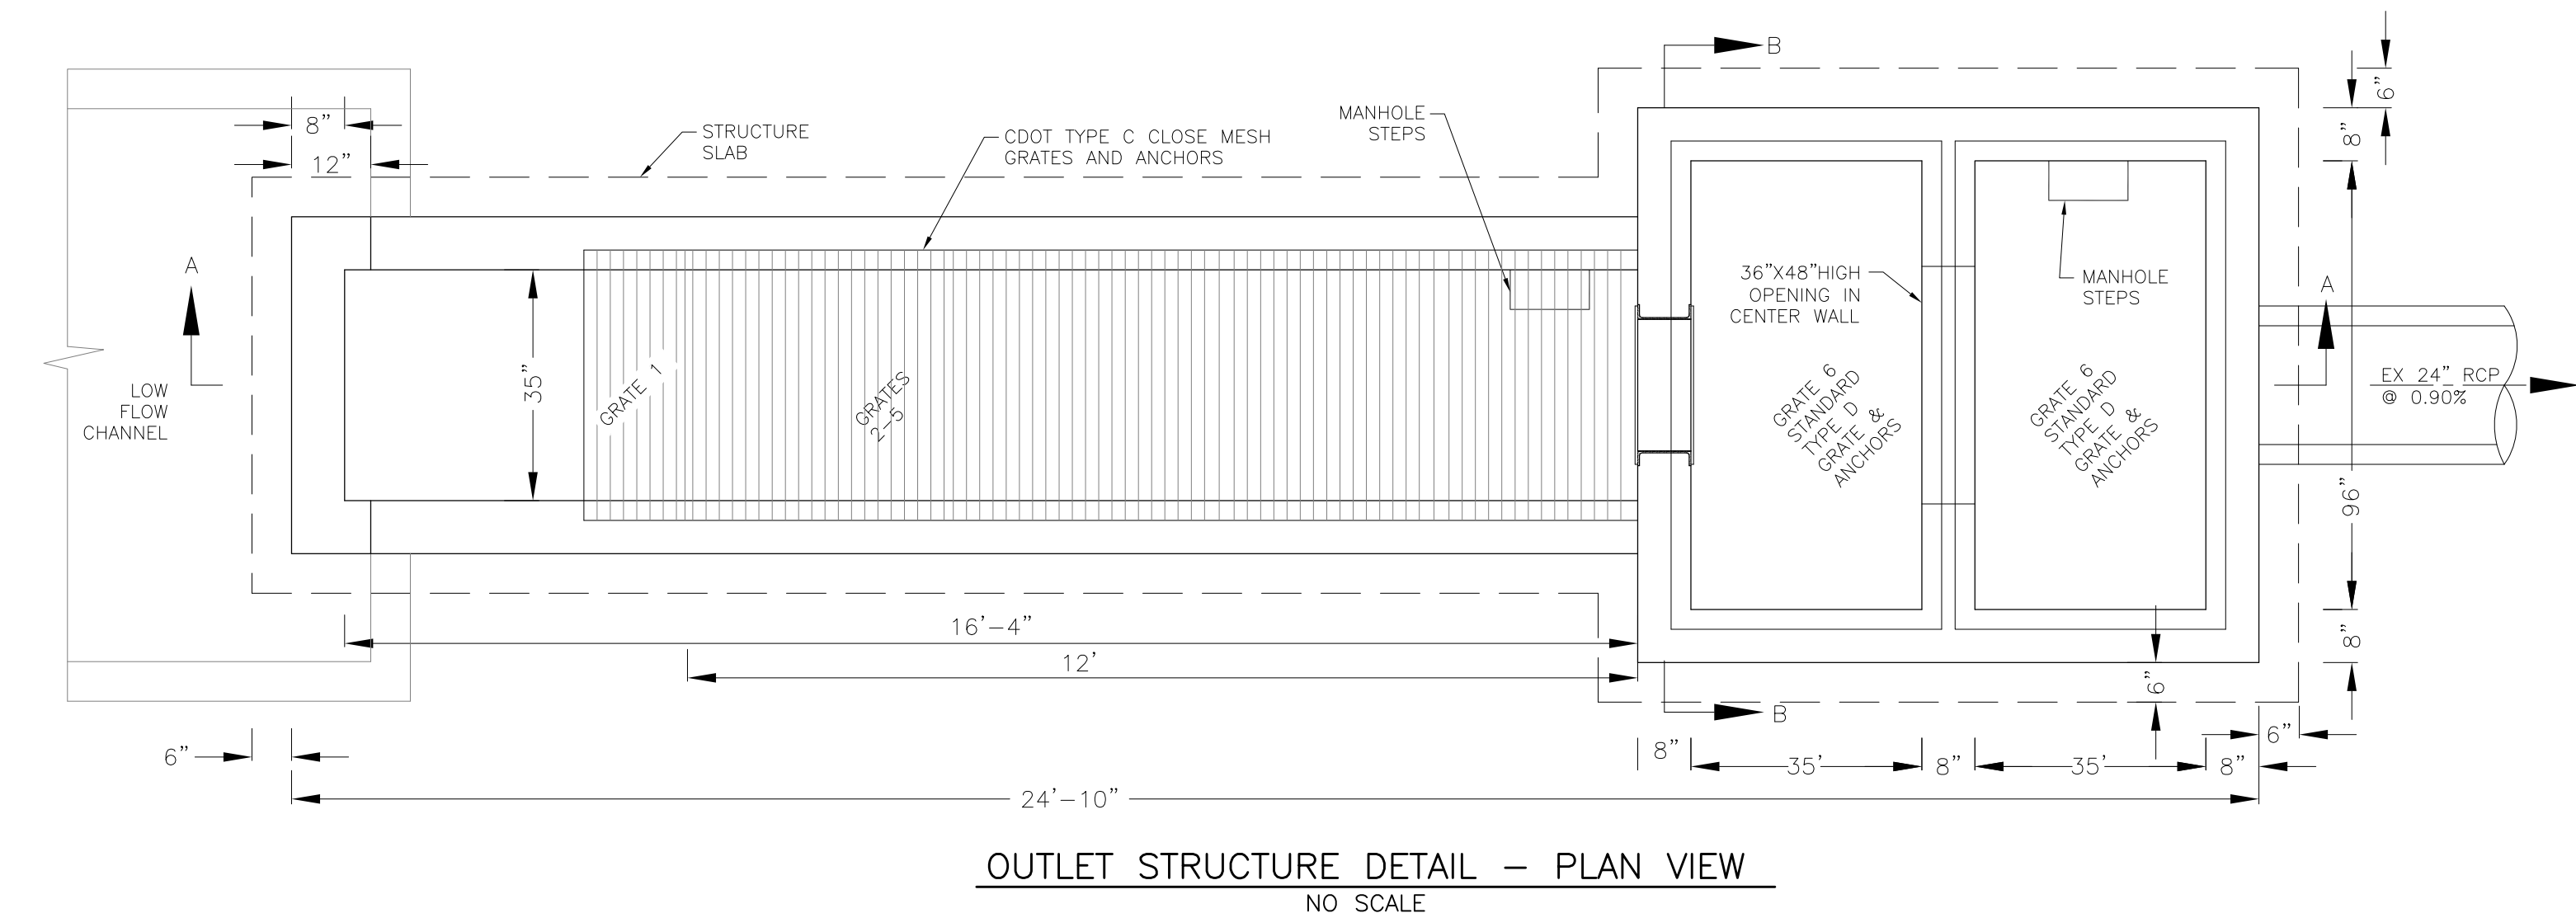 B
6"
8"
8"
12"
STRUCTURE
SLAB
CDOT TYPE C CLOSE MESH
GRATES AND ANCHORS
MANHOLE
STEPS
A
36"X48"HIGH
OPENING IN
CENTER WALL
MANHOLE
STEPS
A
LOW
FLOW
CHANNEL
35"
GRATE 1
GRATES
2-5
GRATE 6
STANDARD
TYPE D
GRATE &
ANCHORS
GRATE 6
STANDARD
TYPE D
GRATE &
ANCHORS
EX 24" RCP
@ 0.90%
96"
16'-4"
12'
8"
6"
B
6"
6"
8"
35'
8"
35'
8"
24'-10"
OUTLET STRUCTURE DETAIL - PLAN VIEW
NO SCALE